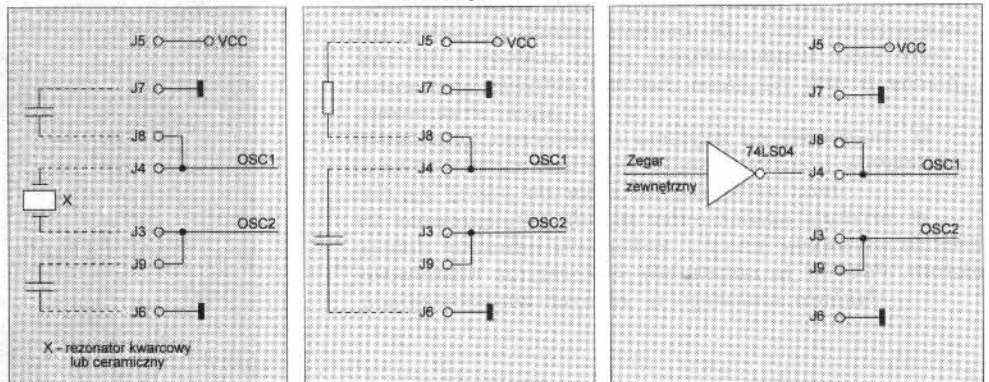 J5 VCC
J7
J8
J4 OSC1
X
J3 OSC2
J9
J6
X - rezonator kwarcowy
lub ceramiczny
J5 VCC
J7
J8
J4 OSC1
J3 OSC2
J9
J6
J5 VCC
J7
J8
74LS04
Zegar
zewnętrzny
J4 OSC1
J3 OSC2
J9
J6